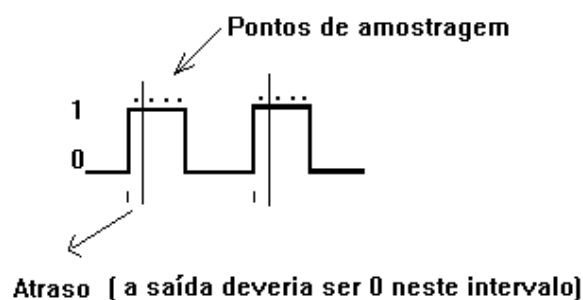 Pontos de amostragem
1
0
Atraso ( a saída deveria ser 0 neste intervalo)